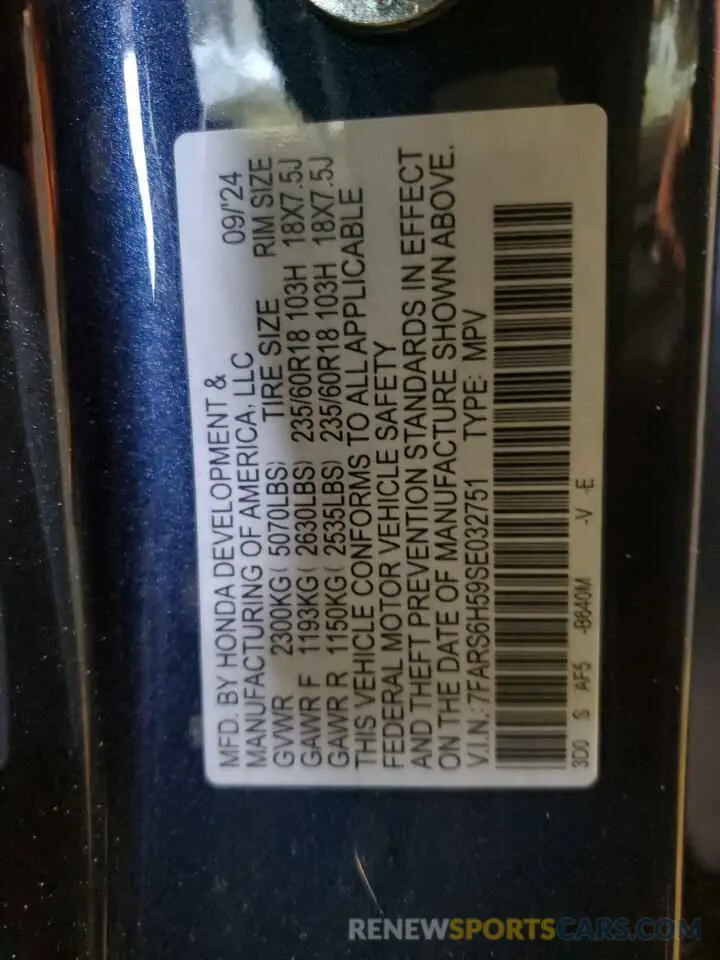 MFD. BY HONDA DEVELOPMENT &
MANUFACTURING OF AMERICA, LLC 09/'24
GVWR 2300KG( 5070LBS) TIRE SIZE RIM SIZE
GAWR F 1193KG( 2630LBS) 235/60R18 103H 18X7.5J
GAWR R 1150KG( 2535LBS) 235/60R18 103H 18X7.5J
THIS VEHICLE CONFORMS TO ALL APPLICABLE
FEDERAL MOTOR VEHICLE SAFETY
AND THEFT PREVENTION STANDARDS IN EFFECT
ON THE DATE OF MANUFACTURE SHOWN ABOVE.
V.I.N.: 7FARS6H59SE032751 TYPE: MPV
3D0 S AF5 -B640M -V -E
RENEWSPORTSCARS.COM